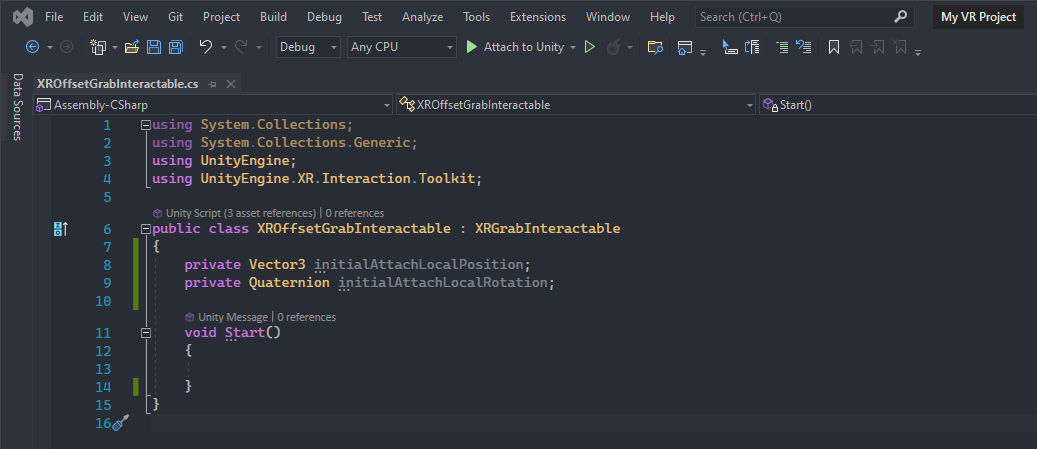 File Edit View Git Project Build Debug Test Analyze Tools Extensions Window Help Search (Ctrl+Q) My VR Project
Debug Any CPU Attach to Unity
Data Sources
XROffsetGrabInteractable.cs
Assembly-CSharp XROffsetGrabInteractable Start()
1 using System.Collections;
2 using System.Collections.Generic;
3 using UnityEngine;
4 using UnityEngine.XR.Interaction.Toolkit;
5
Unity Script (3 asset references) | 0 references
6 public class XROffsetGrabInteractable : XRGrabInteractable
7 {
8 private Vector3 initialAttachLocalPosition;
9 private Quaternion initialAttachLocalRotation;
10
Unity Message | 0 references
11 void Start()
12 {
13
14 }
15 }
16